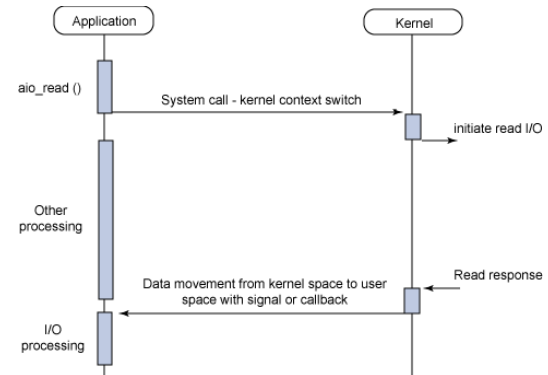 Application
Kernel
aio_read ()
System call - kernel context switch
initiate read I/O
Other
processing
Read response
Data movement from kernel space to user
space with signal or callback
I/O
processing